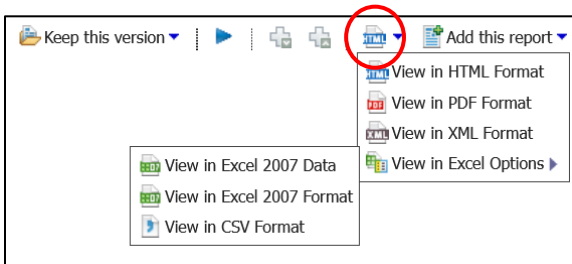 Keep this version Add this report
View in HTML Format
View in PDF Format
View in XML Format
View in Excel Options
View in Excel 2007 Data
View in Excel 2007 Format
View in CSV Format